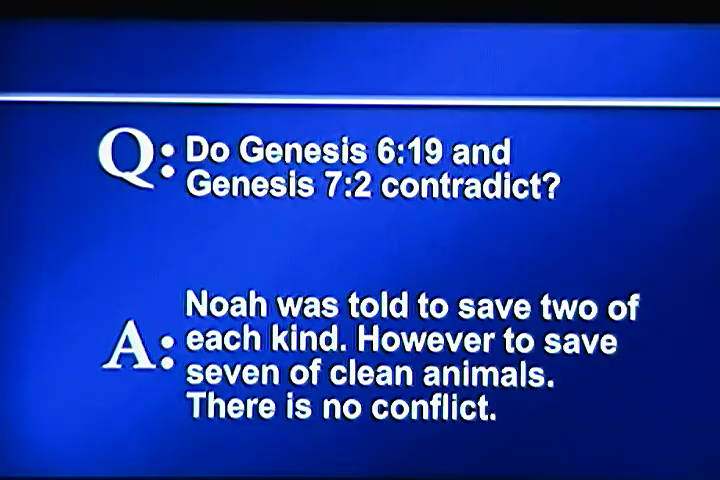 Q: Do Genesis 6:19 and
Genesis 7:2 contradict?
Noah was told to save two of
A: each kind. However to save
seven of clean animals.
There is no conflict.